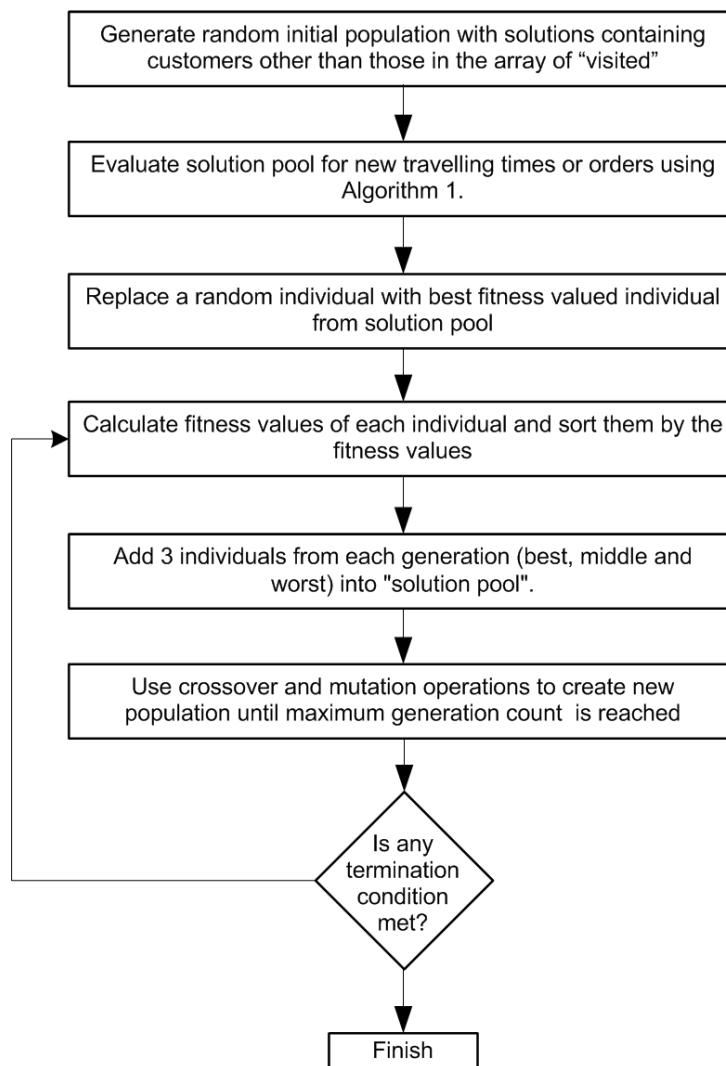 Generate random initial population with solutions containing
customers other than those in the array of “visited”
Evaluate solution pool for new travelling times or orders using
Algorithm 1.
Replace a random individual with best fitness valued individual
from solution pool
Calculate fitness values of each individual and sort them by the
fitness values
Add 3 individuals from each generation (best, middle and
worst) into "solution pool".
Use crossover and mutation operations to create new
population until maximum generation count is reached
Is any
termination
condition
met?
Finish